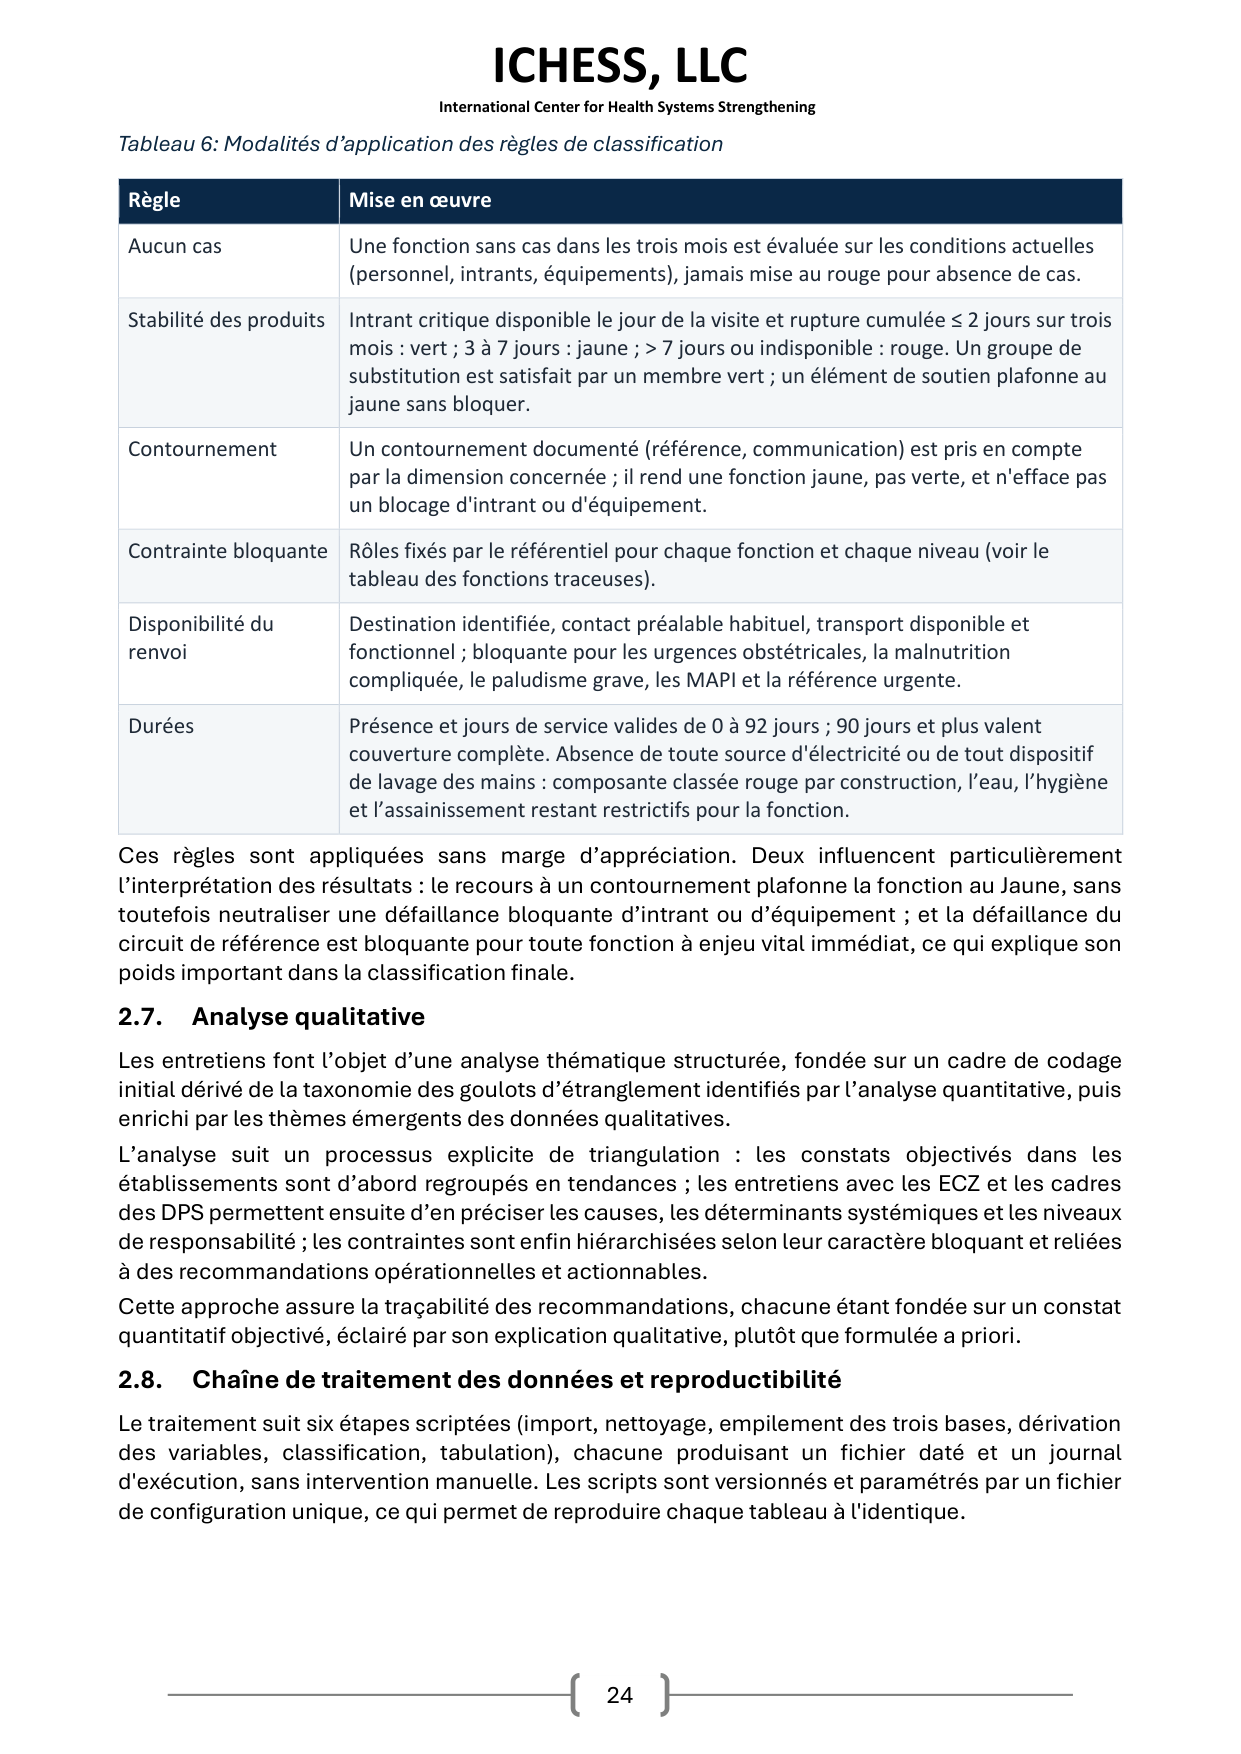 ICHESS, LLC
International Center for Health Systems Strengthening
Tableau 6: Modalités d’application des règles de classification
Règle
Mise en œuvre
Aucun cas
Une fonction sans cas dans les trois mois est évaluée sur les conditions actuelles
(personnel, intrants, équipements), jamais mise au rouge pour absence de cas.
Stabilité des produits
Intrant critique disponible le jour de la visite et rupture cumulée ≤ 2 jours sur trois
mois : vert ; 3 à 7 jours : jaune ; > 7 jours ou indisponible : rouge. Un groupe de
substitution est satisfait par un membre vert ; un élément de soutien plafonne au
jaune sans bloquer.
Contournement
Un contournement documenté (référence, communication) est pris en compte
par la dimension concernée ; il rend une fonction jaune, pas verte, et n'efface pas
un blocage d'intrant ou d'équipement.
Contrainte bloquante
Rôles fixés par le référentiel pour chaque fonction et chaque niveau (voir le
tableau des fonctions traceuses).
Disponibilité du
renvoi
Destination identifiée, contact préalable habituel, transport disponible et
fonctionnel ; bloquante pour les urgences obstétricales, la malnutrition
compliquée, le paludisme grave, les MAPI et la référence urgente.
Durées
Présence et jours de service valides de 0 à 92 jours ; 90 jours et plus valent
couverture complète. Absence de toute source d'électricité ou de tout dispositif
de lavage des mains : composante classée rouge par construction, l’eau, l’hygiène
et l’assainissement restant restrictifs pour la fonction.
Ces règles sont appliquées sans marge d’appréciation. Deux influencent particulièrement
l’interprétation des résultats : le recours à un contournement plafonne la fonction au Jaune, sans
toutefois neutraliser une défaillance bloquante d’intrant ou d’équipement ; et la défaillance du
circuit de référence est bloquante pour toute fonction à enjeu vital immédiat, ce qui explique son
poids important dans la classification finale.
2.7. Analyse qualitative
Les entretiens font l’objet d’une analyse thématique structurée, fondée sur un cadre de codage
initial dérivé de la taxonomie des goulots d’étranglement identifiés par l’analyse quantitative, puis
enrichi par les thèmes émergents des données qualitatives.
L’analyse suit un processus explicite de triangulation : les constats objectivés dans les
établissements sont d’abord regroupés en tendances ; les entretiens avec les ECZ et les cadres
des DPS permettent ensuite d’en préciser les causes, les déterminants systémiques et les niveaux
de responsabilité ; les contraintes sont enfin hiérarchisées selon leur caractère bloquant et reliées
à des recommandations opérationnelles et actionnables.
Cette approche assure la traçabilité des recommandations, chacune étant fondée sur un constat
quantitatif objectivé, éclairé par son explication qualitative, plutôt que formulée a priori.
2.8. Chaîne de traitement des données et reproductibilité
Le traitement suit six étapes scriptées (import, nettoyage, empilement des trois bases, dérivation
des variables, classification, tabulation), chacune produisant un fichier daté et un journal
d'exécution, sans intervention manuelle. Les scripts sont versionnés et paramétrés par un fichier
de configuration unique, ce qui permet de reproduire chaque tableau à l'identique.
24